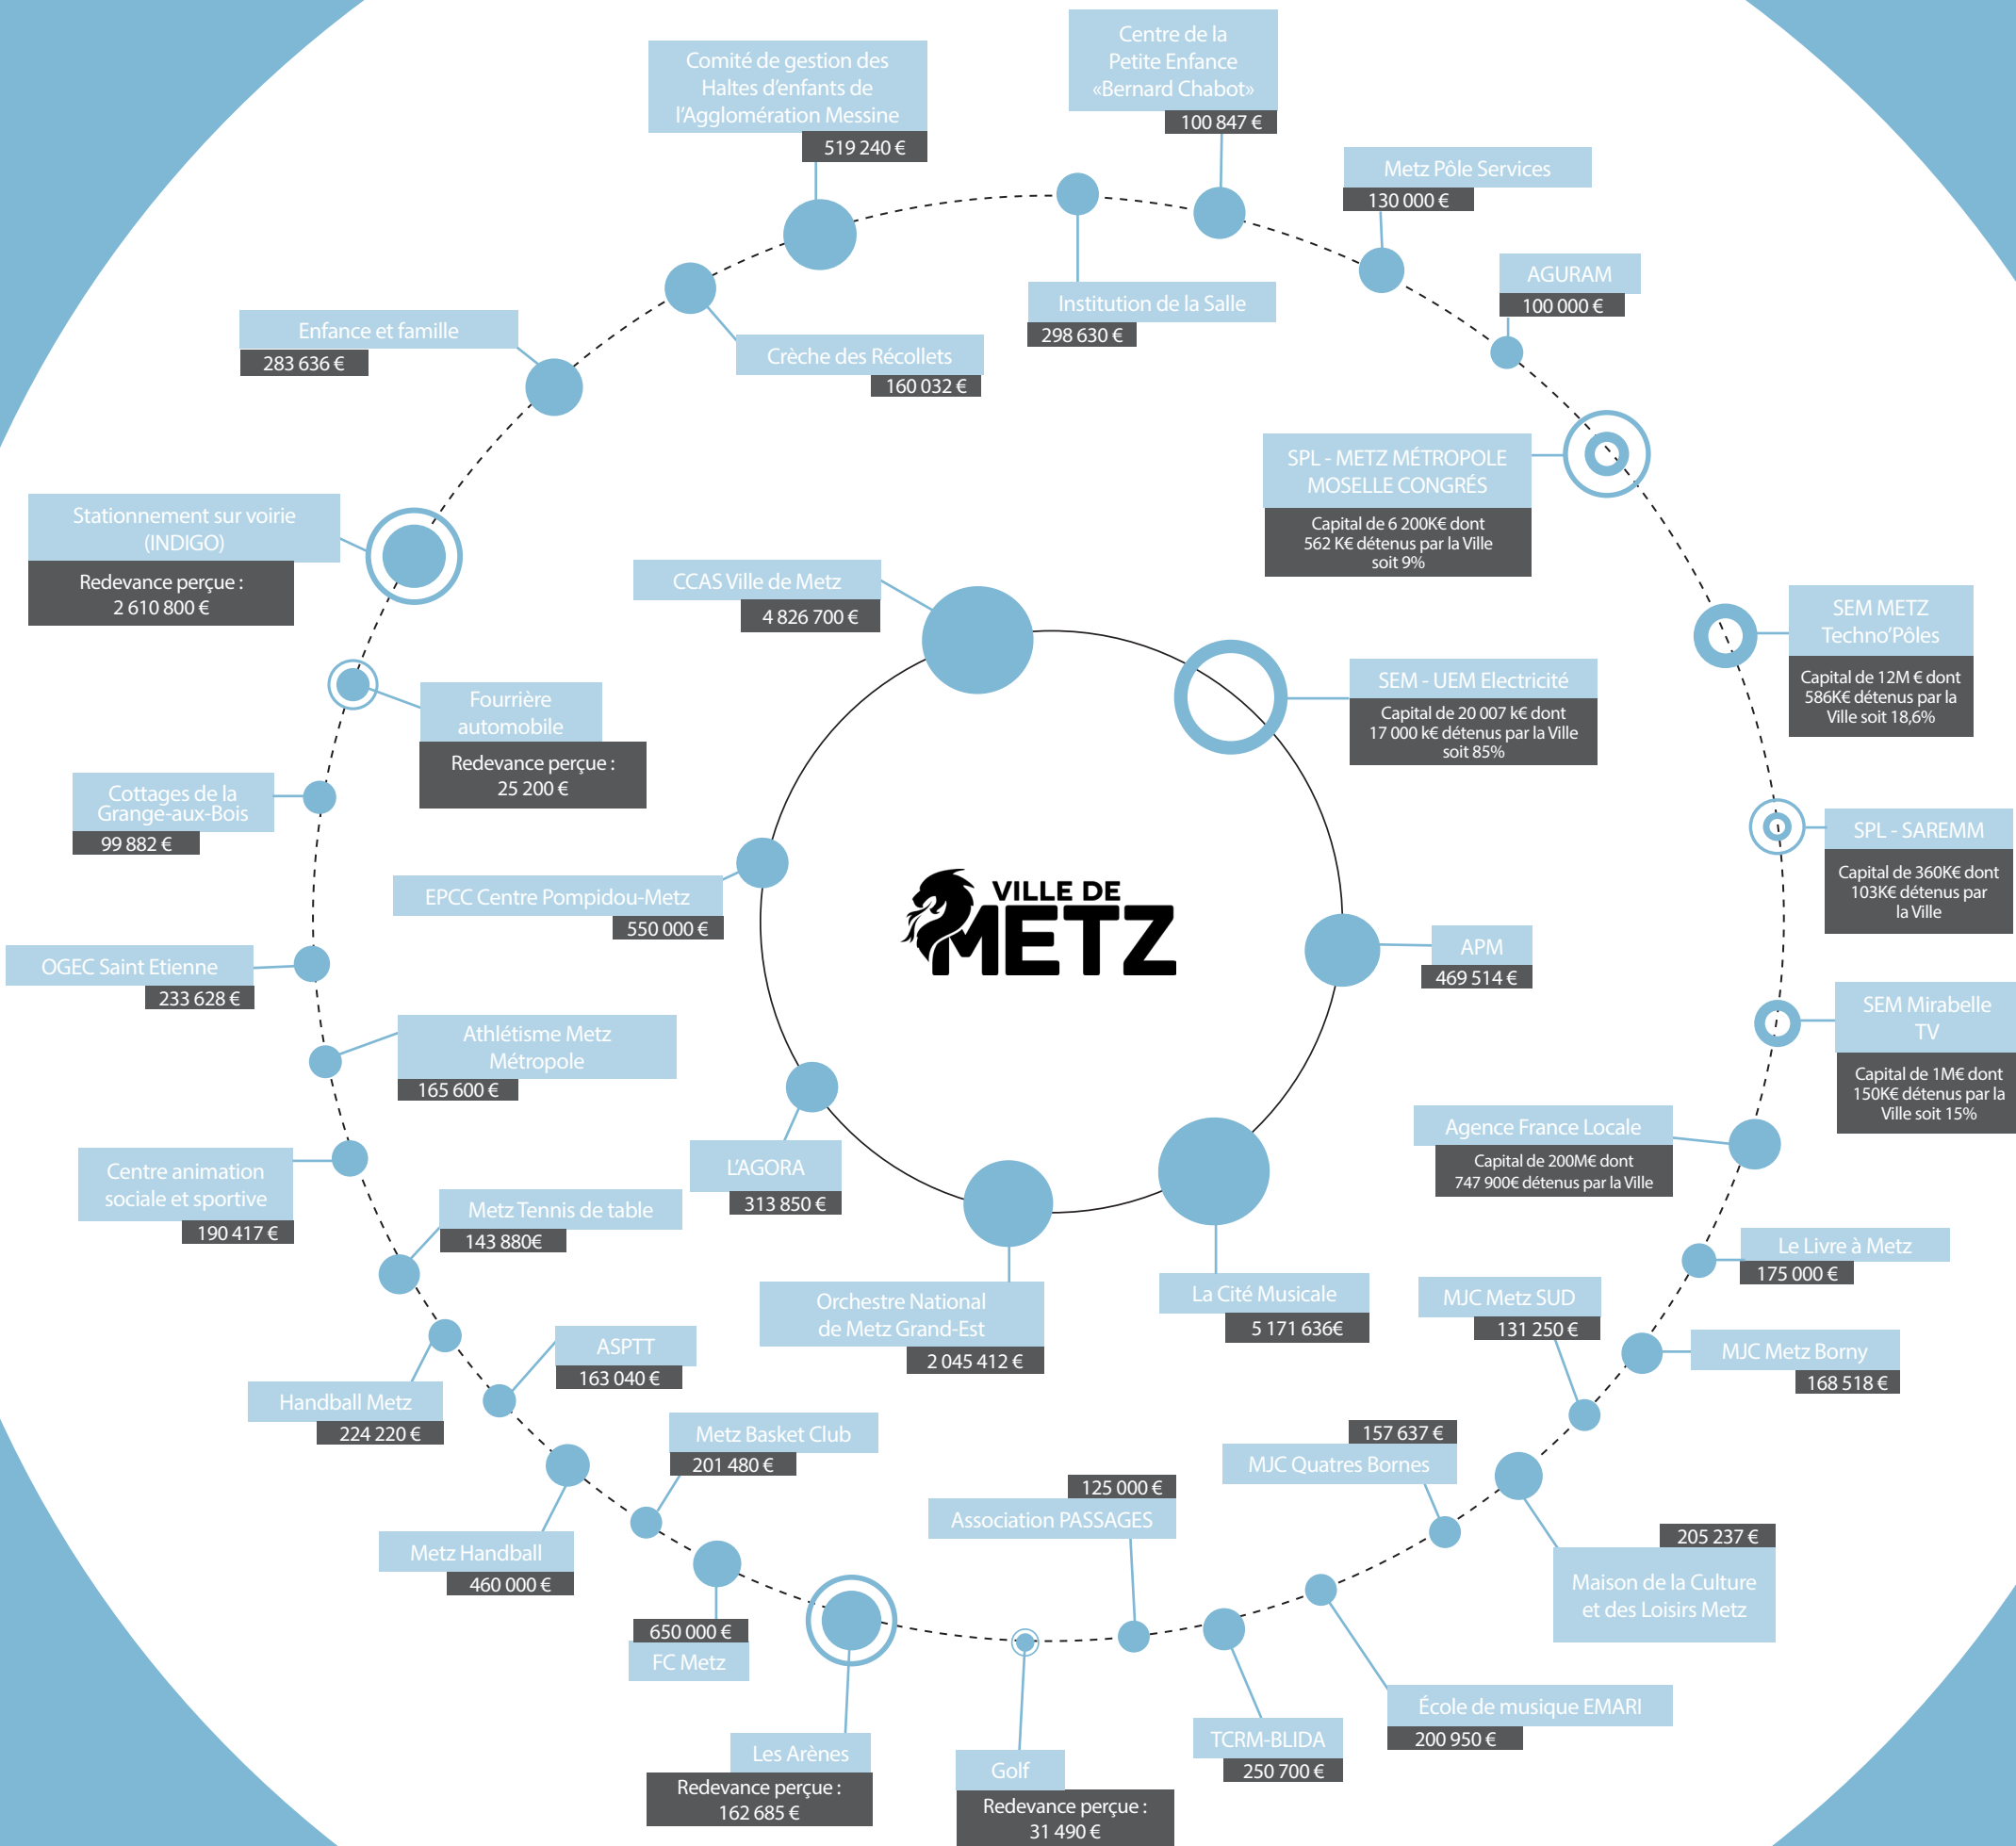 Comité de gestion des
Haltes d'enfants de
l'Agglomération Messine
519 240 €
Centre de la
Petite Enfance
«Bernard Chabot»
100 847 €
Metz Pôle Services
130 000 €
AGURAM
100 000 €
Institution de la Salle
298 630 €
Enfance et famille
283 636 €
Crèche des Récollets
160 032 €
SPL - METZ MÉTROPOLE
MOSELLE CONGRÉS
Capital de 6 200K€ dont
562 K€ détenus par la Ville
soit 9%
Stationnement sur voirie
(INDIGO)
Redevance perçue :
2 610 800 €
CCAS Ville de Metz
4 826 700 €
SEM METZ
Techno'Pôles
Capital de 12M € dont
586K€ détenus par la
Ville soit 18,6%
SEM - UEM Electricité
Capital de 20 007 k€ dont
17 000 k€ détenus par la Ville
soit 85%
Fourrière
automobile
Redevance perçue :
25 200 €
Cottages de la
Grange-aux-Bois
99 882 €
SPL - SAREMM
Capital de 360K€ dont
103K€ détenus par
la Ville
EPCC Centre Pompidou-Metz
550 000 €
VILLE DE
METZ
APM
469 514 €
OGEC Saint Etienne
233 628 €
SEM Mirabelle
TV
Capital de 1M€ dont
150K€ détenus par la
Ville soit 15%
Athlétisme Metz
Métropole
165 600 €
Agence France Locale
Capital de 200M€ dont
747 900€ détenus par la Ville
Centre animation
sociale et sportive
190 417 €
L'AGORA
313 850 €
Metz Tennis de table
143 880€
Le Livre à Metz
175 000 €
Orchestre National
de Metz Grand-Est
2 045 412 €
La Cité Musicale
5 171 636€
MJC Metz SUD
131 250 €
MJC Metz Borny
168 518 €
ASPTT
163 040 €
Handball Metz
224 220 €
Metz Basket Club
201 480 €
157 637 €
MJC Quatres Bornes
125 000 €
Association PASSAGES
205 237 €
Maison de la Culture
et des Loisirs Metz
Metz Handball
460 000 €
650 000 €
FC Metz
École de musique EMARI
200 950 €
TCRM-BLIDA
250 700 €
Les Arènes
Redevance perçue :
162 685 €
Golf
Redevance perçue :
31 490 €